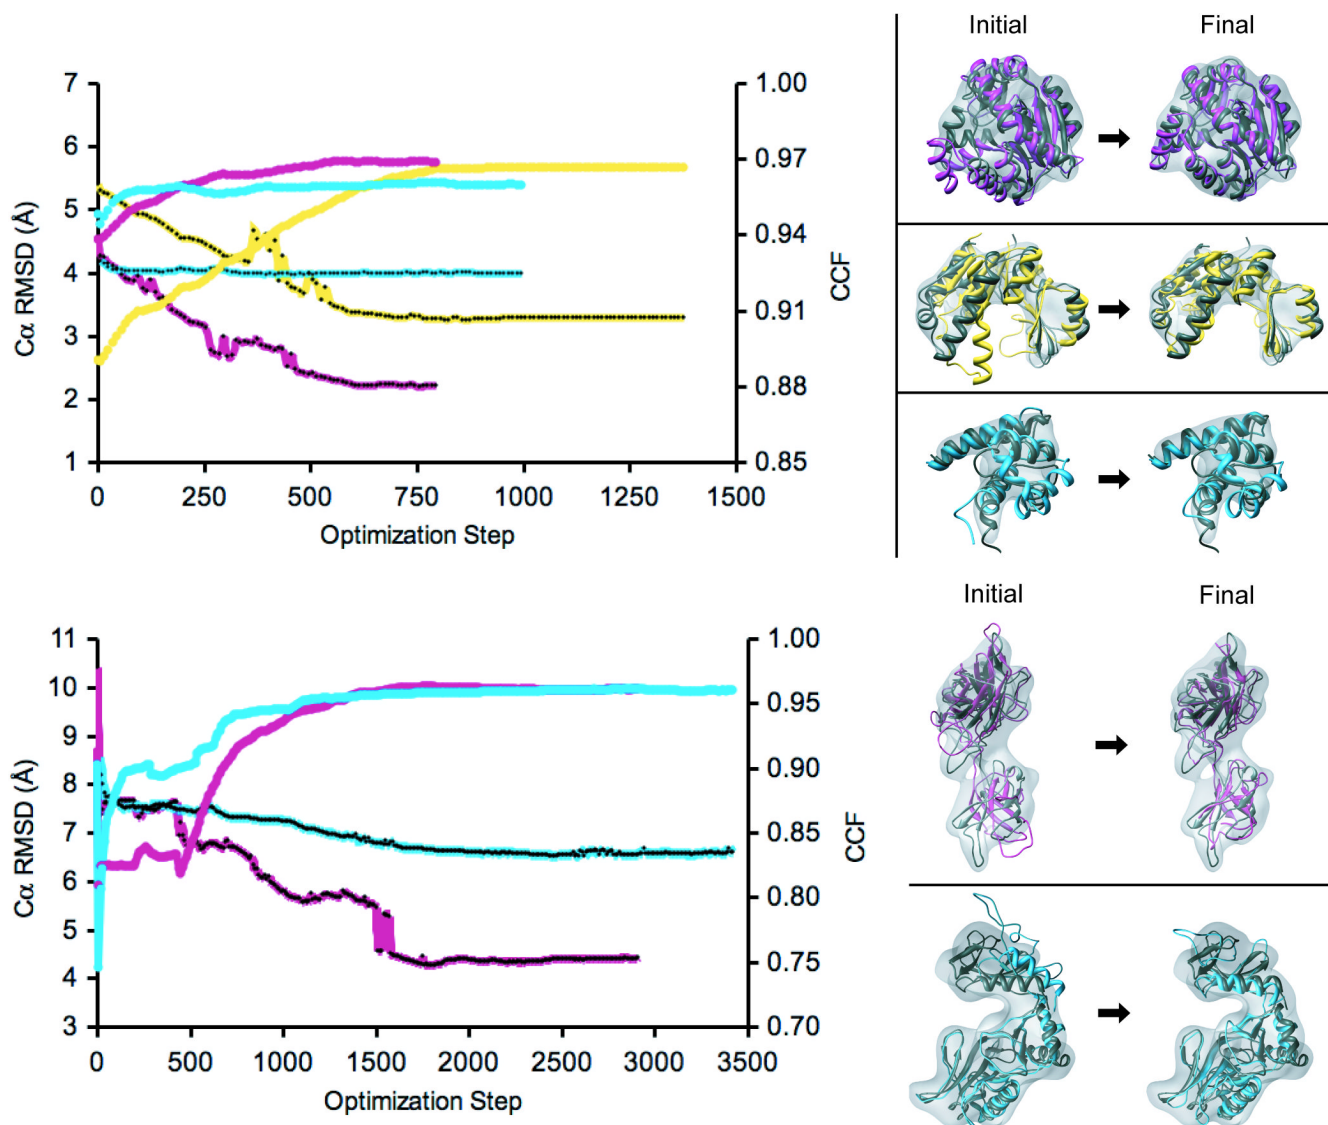 Initial Final
7 1.00
6 0.97
5 0.94
4
3 0.91
2 0.88
1 0.85
Cα RMSD (Å)
CCF
0 250 500 750 1000 1250 1500
Optimization Step
Initial Final
11 1.00
10 0.95
9
8 0.90
7 0.85
6 0.80
5
4 0.75
3 0.70
Cα RMSD (Å)
CCF
0 500 1000 1500 2000 2500 3000 3500
Optimization Step